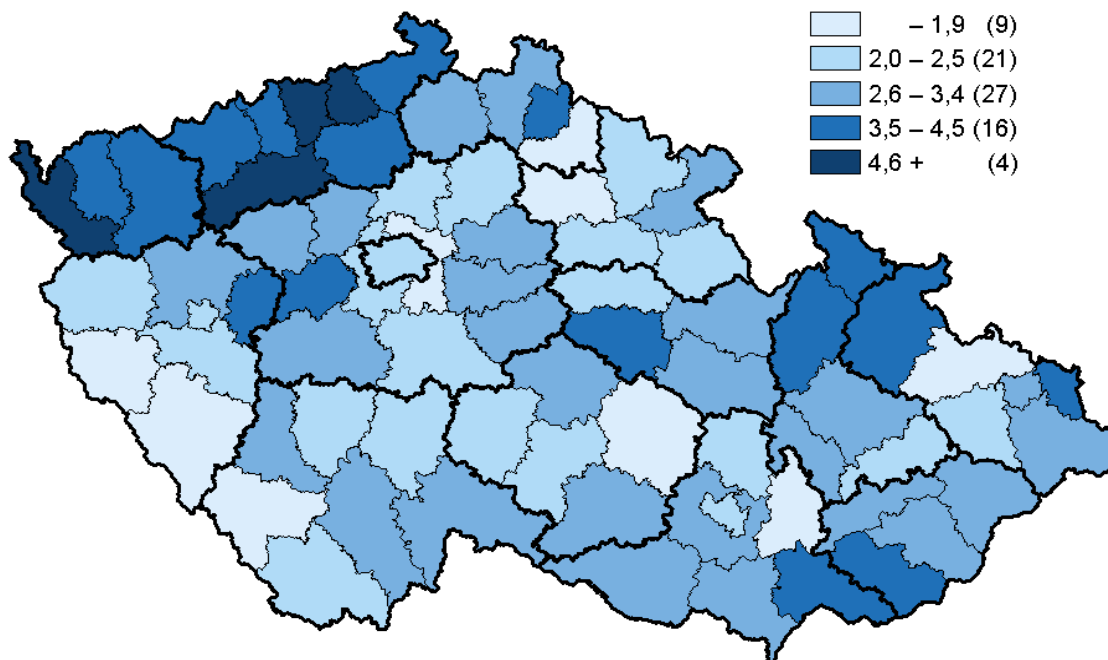 – 1,9 (9)
2,0 – 2,5 (21)
2,6 – 3,4 (27)
3,5 – 4,5 (16)
4,6 + (4)